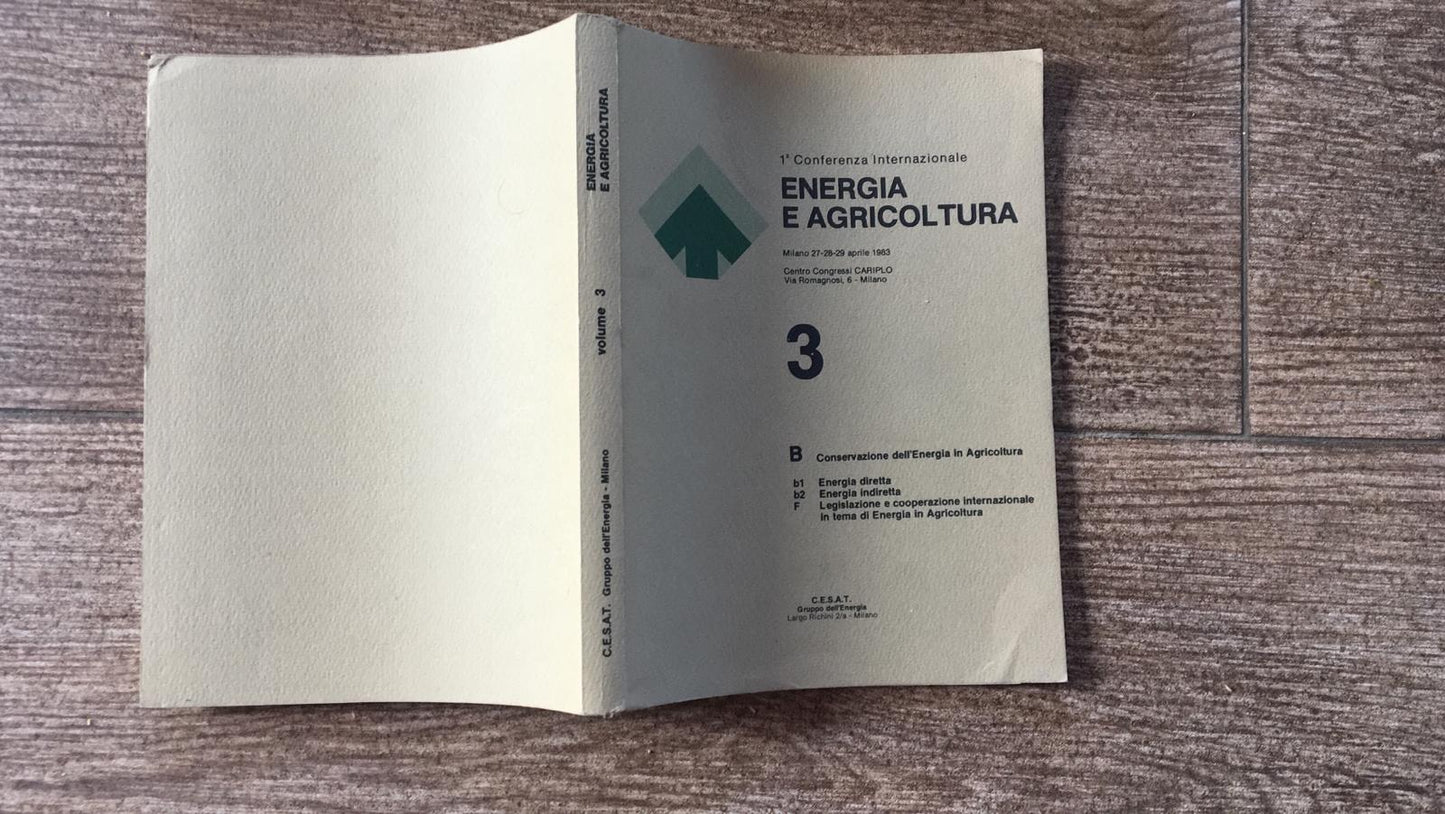 ENERGIA
E AGRICOLTURA
volume 3
C.E.S.A.T. Gruppo dell'Energia - Milano
1ª Conferenza Internazionale
ENERGIA
E AGRICOLTURA
Milano 27-28-29 aprile 1983
Centro Congressi CARIPLO
Via Romagnosi, 6 - Milano
3
B Conservazione dell'Energia in Agricoltura
b1 Energia diretta
b2 Energia indiretta
F Legislazione e cooperazione internazionale
in tema di Energia in Agricoltura
C.E.S.A.T.
Gruppo dell'Energia
Largo Richini 2/a - Milano